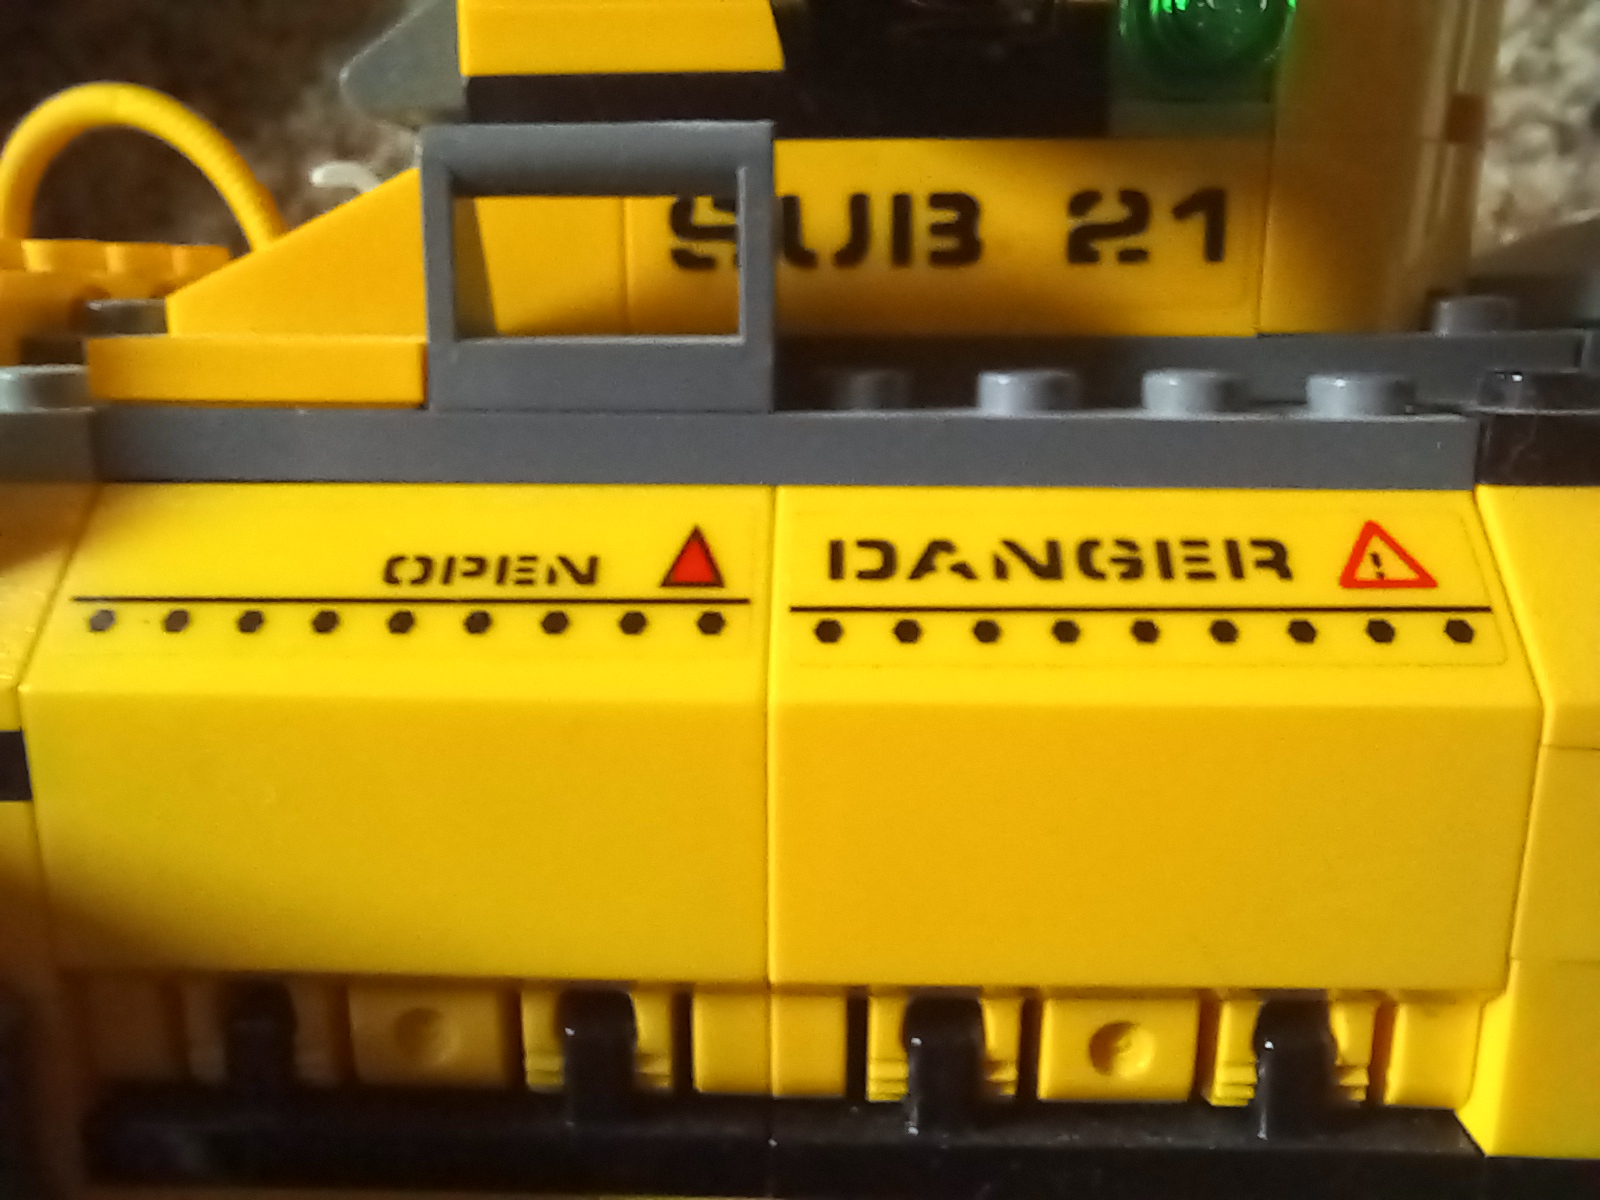 SUB 21
OPEN
DANGER
!